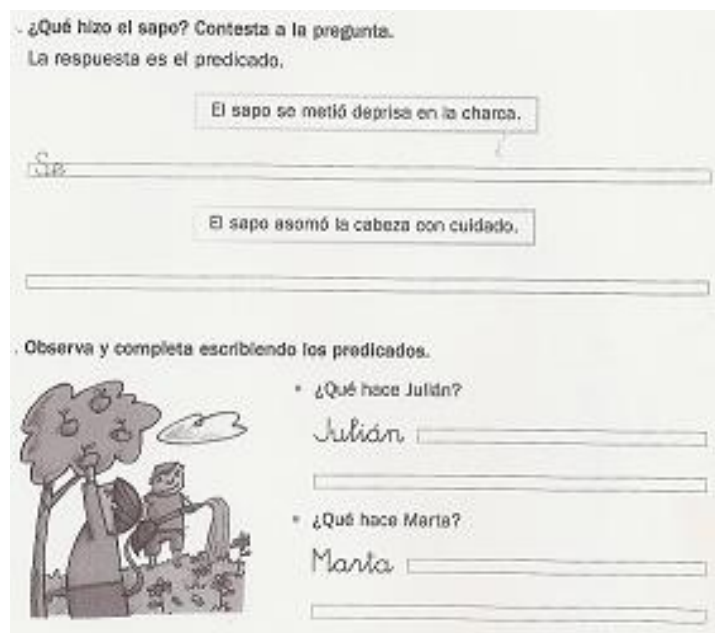 . ¿Qué hizo el sapo? Contesta a la pregunta.
La respuesta es el predicado.
El sapo se metió deprisa en la charca.
Se
El sapo asomó la cabeza con cuidado.
. Observa y completa escribiendo los predicados.
• ¿Qué hace Julián?
Julián
• ¿Qué hace Marta?
Marta